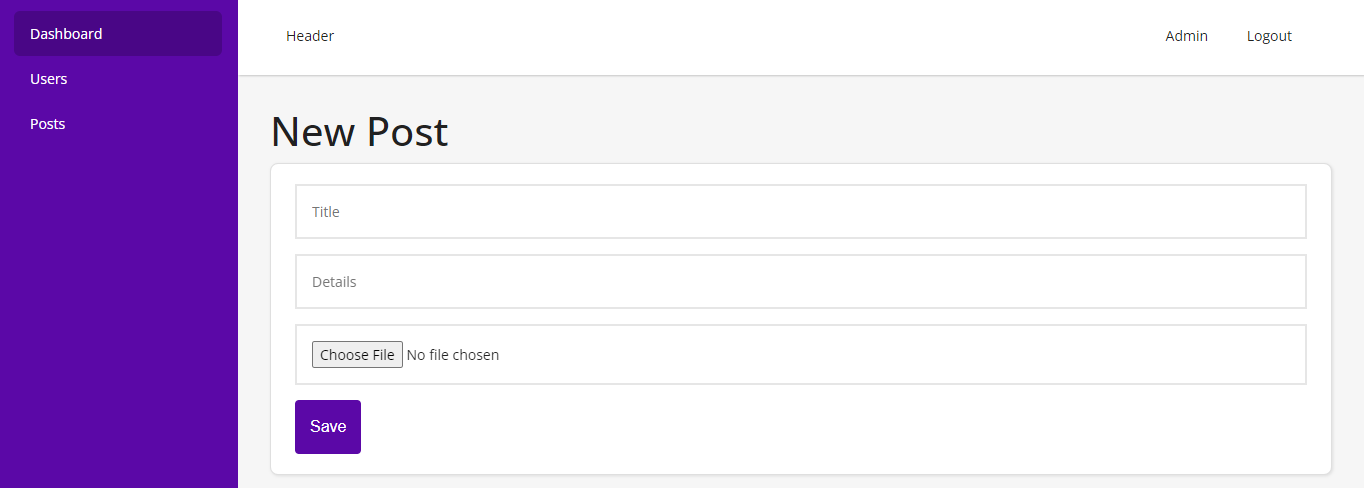 Dashboard
Users
Posts
Header
Admin
Logout
New Post
Title
Details
Choose File No file chosen
Save